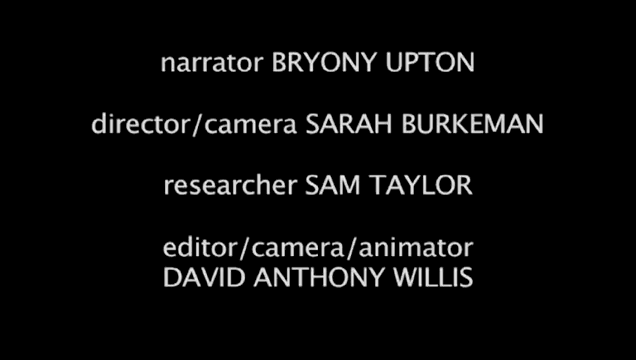 narrator BRYONY UPTON
director/camera SARAH BURKEMAN
researcher SAM TAYLOR
editor/camera/animator
DAVID ANTHONY WILLIS